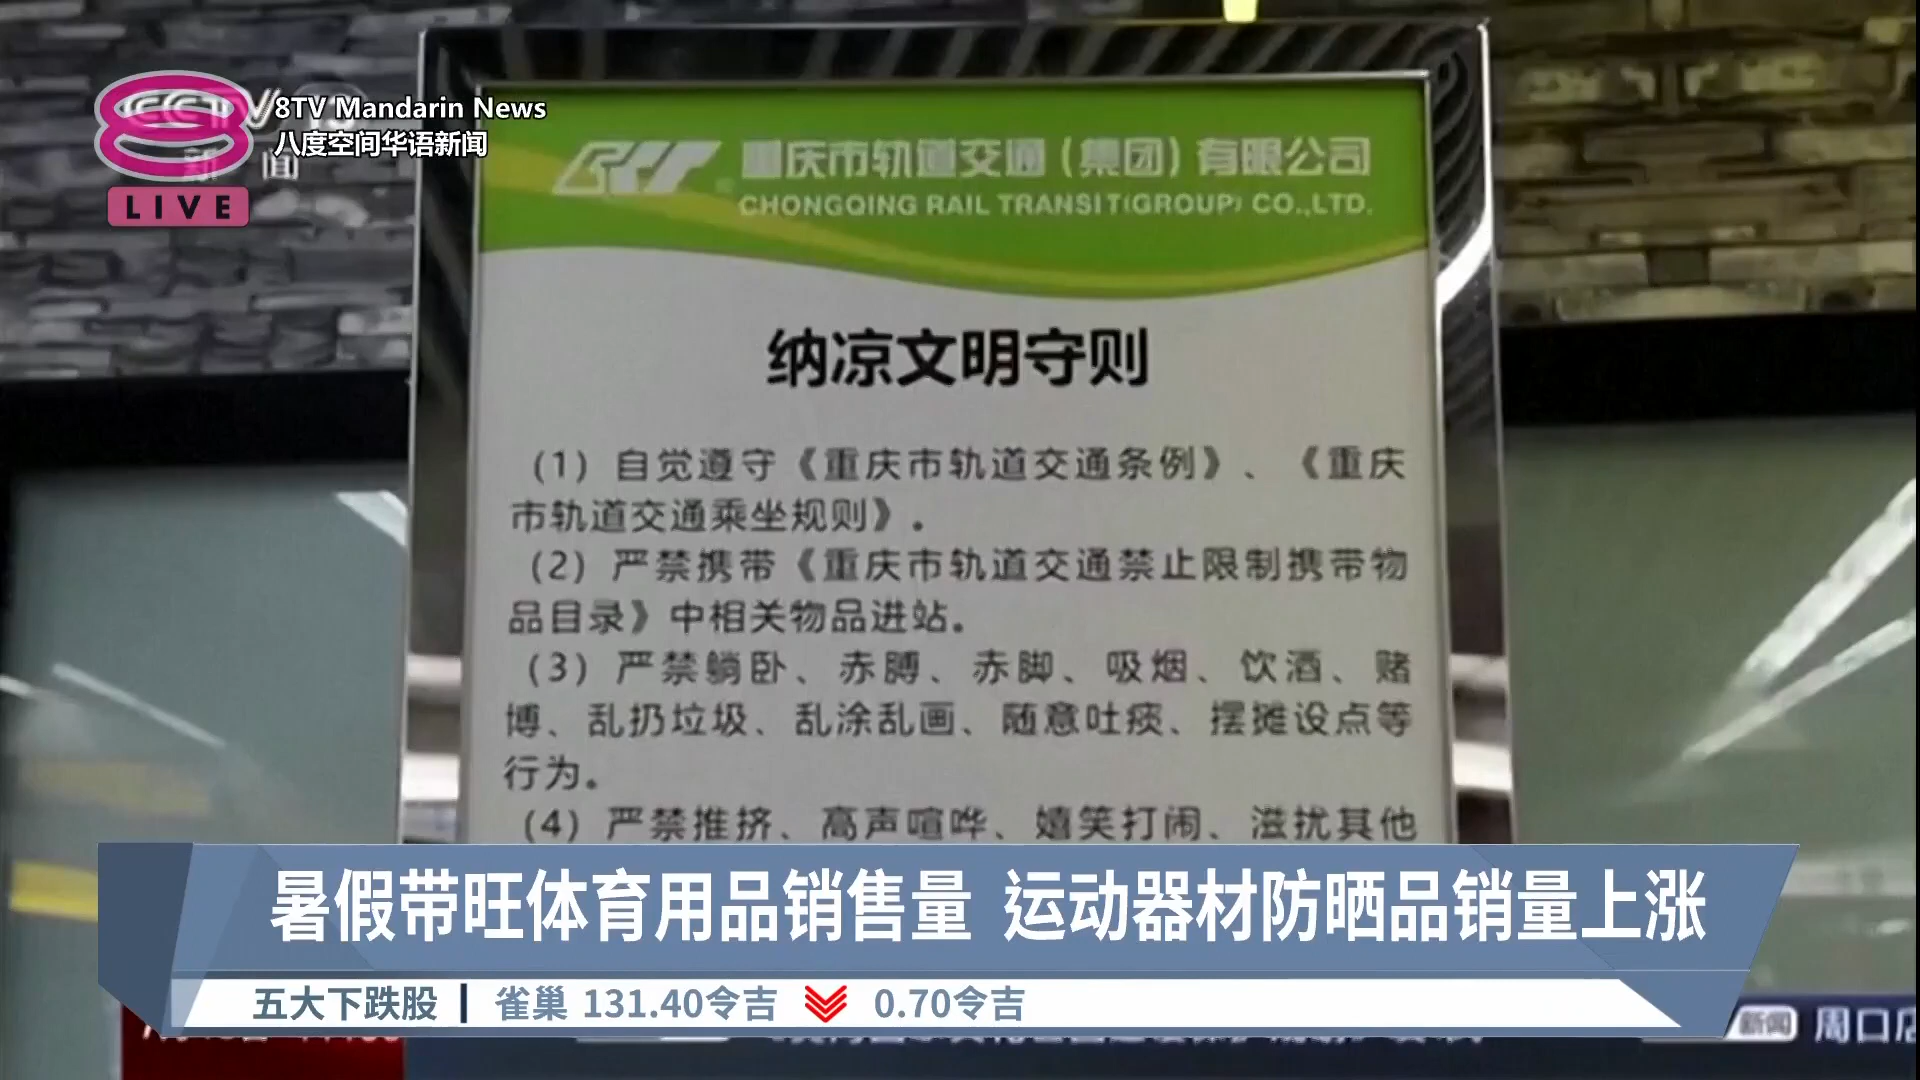 8TV Mandarin News
八度空间华语新闻
LIVE
重庆市轨道交通(集团)有限公司
CHONGQING RAIL TRANSIT(GROUP) CO.,LTD.
纳凉文明守则
(1) 自觉遵守《重庆市轨道交通条例》、《重庆
市轨道交通乘坐规则》。
(2) 严禁携带《重庆市轨道交通禁止限制携带物
品目录》中相关物品进站。
(3) 严禁躺卧、赤膊、赤脚、吸烟、饮酒、赌
博、乱扔垃圾、乱涂乱画、随意吐痰、摆摊设点等
行为。
(4) 严禁推挤、高声喧哗、嬉笑打闹、滋扰其他
暑假带旺体育用品销售量 运动器材防晒品销量上涨
五大下跌股 | 雀巢 131.40令吉 0.70令吉
新闻 周口店